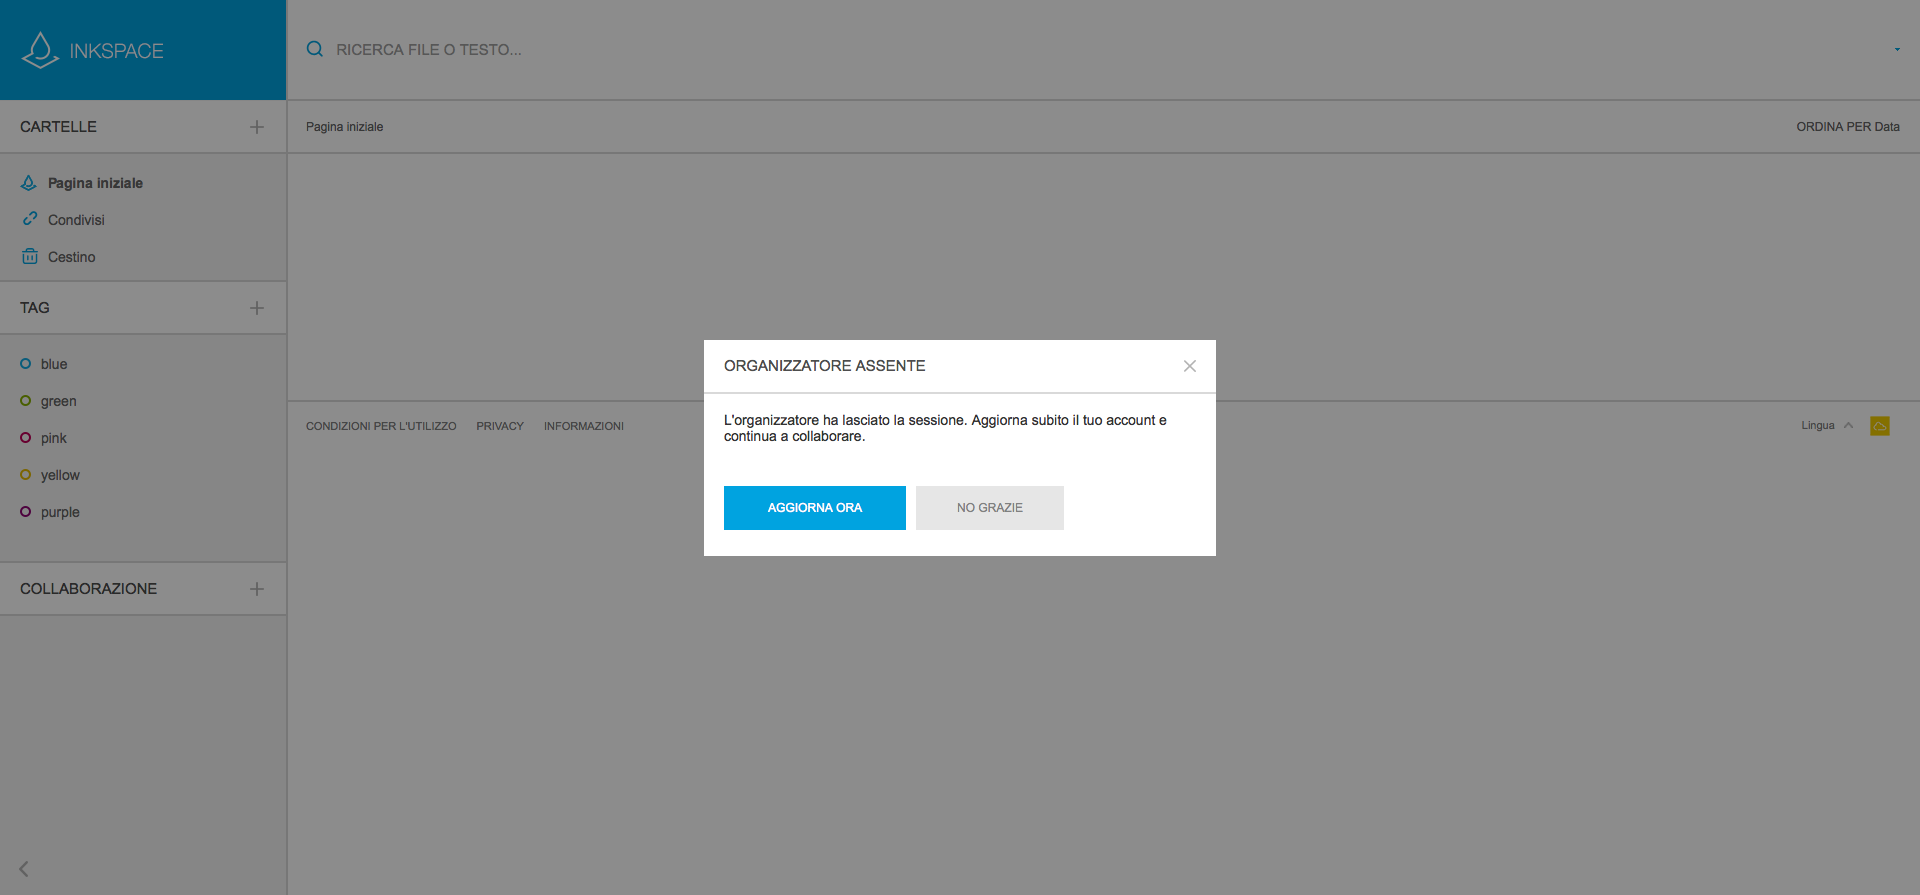 INKSPACE
RICERCA FILE O TESTO...
CARTELLE
Pagina iniziale
ORDINA PER Data
Pagina iniziale
Condivisi
Cestino
TAG
blue
green
pink
yellow
purple
COLLABORAZIONE
ORGANIZZATORE ASSENTE
L'organizzatore ha lasciato la sessione. Aggiorna subito il tuo account e
continua a collaborare.
AGGIORNA ORA
NO GRAZIE
CONDIZIONI PER L'UTILIZZO
PRIVACY
INFORMAZIONI
Lingua